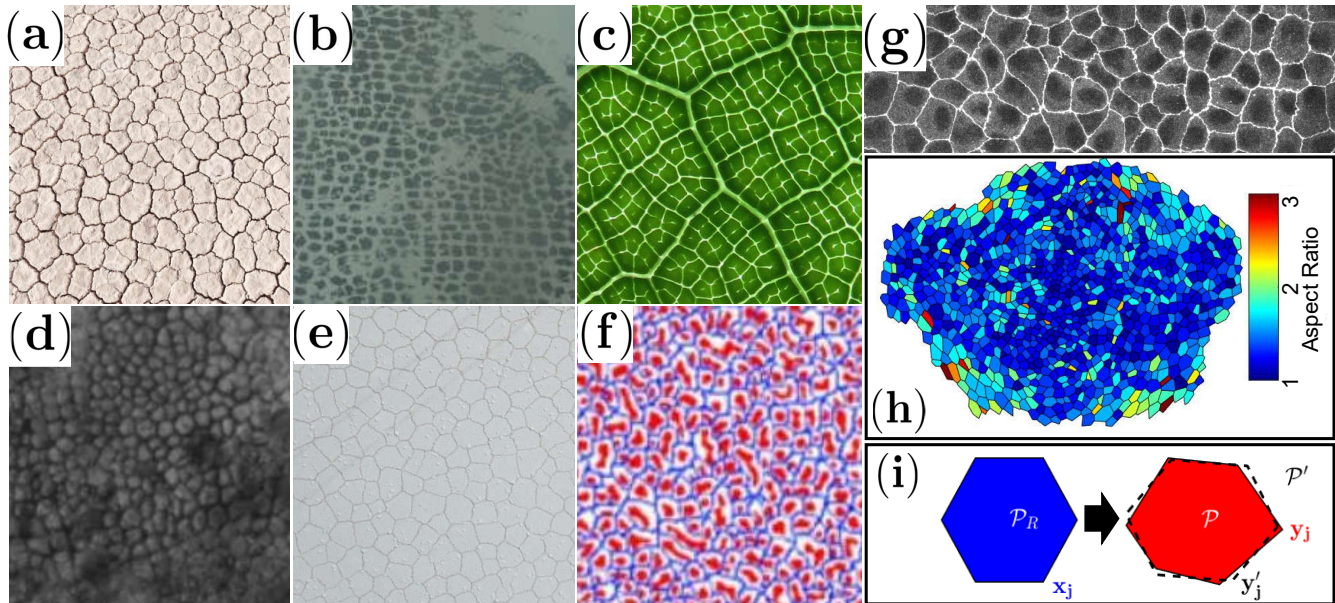 (a)
(b)
(c)
(g)
(d)
(e)
(f)
(h)
3
2
1
Aspect Ratio
(i)
𝒫_R
x_j
𝒫
𝒫′
y_j
y′_j